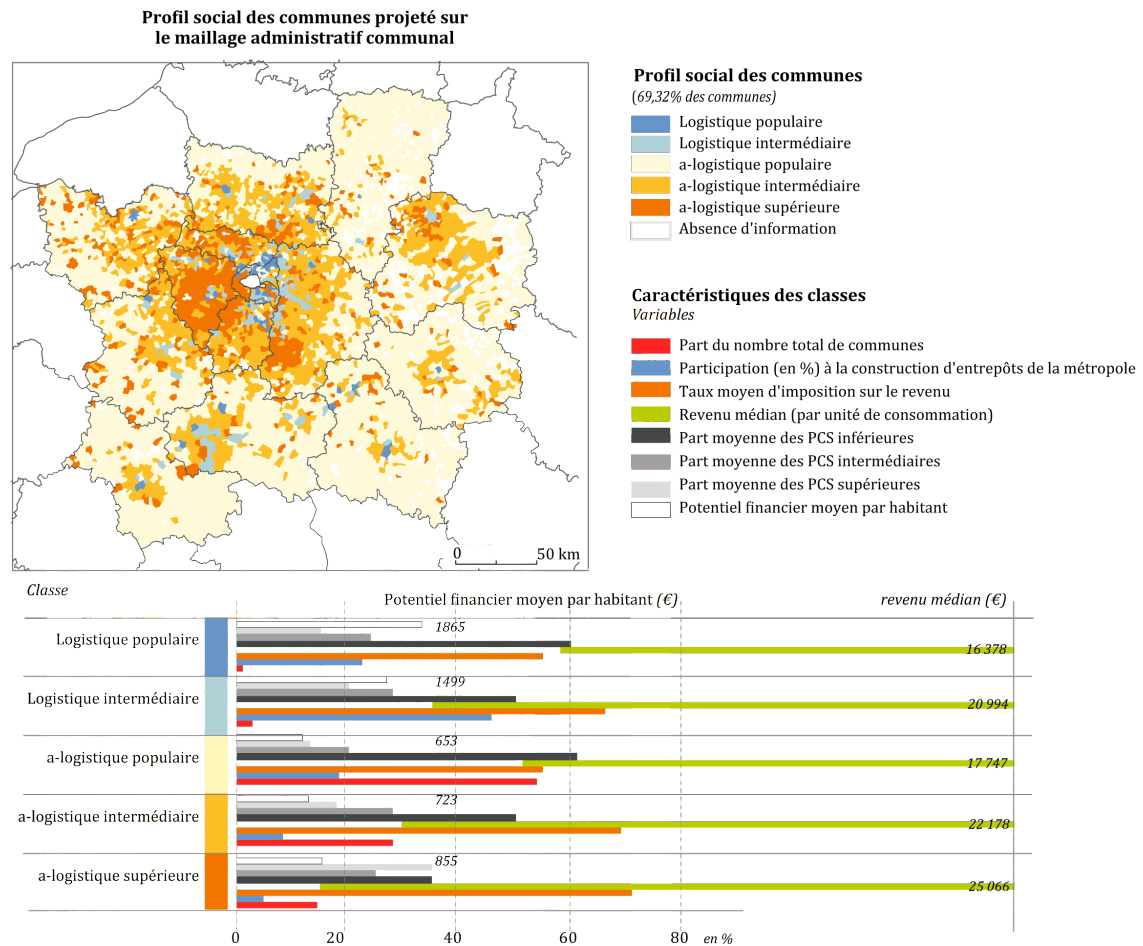 Profil social des communes projeté sur
le maillage administratif communal
0 50 km
Profil social des communes
(69,32% des communes)
Logistique populaire
Logistique intermédiaire
a-logistique populaire
a-logistique intermédiaire
a-logistique supérieure
Absence d'information
Caractéristiques des classes
Variables
Part du nombre total de communes
Participation (en %) à la construction d'entrepôts de la métropole
Taux moyen d'imposition sur le revenu
Revenu médian (par unité de consommation)
Part moyenne des PCS inférieures
Part moyenne des PCS intermédiaires
Part moyenne des PCS supérieures
Potentiel financier moyen par habitant
Classe Potentiel financier moyen par habitant (€) revenu médian (€)
Logistique populaire 1865 16 378
Logistique intermédiaire 1499 20 994
a-logistique populaire 653 17 747
a-logistique intermédiaire 723 22 178
a-logistique supérieure 855 25 066
0 20 40 60 80 en %